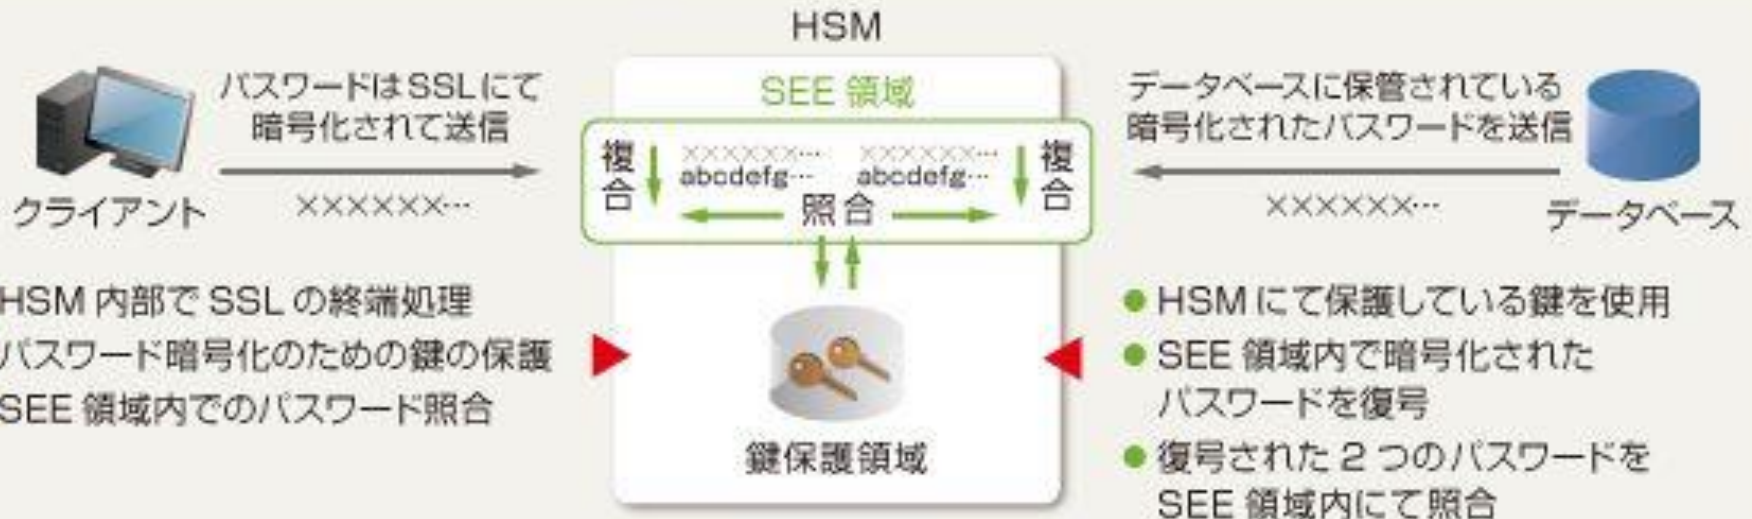 HSM
パスワードはSSLにて
暗号化されて送信
××××××…
クライアント
SEE 領域
複合
××××××…
abcdefg…
××××××…
abcdefg…
複合
照合
鍵保護領域
データベースに保管されている
暗号化されたパスワードを送信
××××××…
データベース
HSM 内部で SSL の終端処理
パスワード暗号化のための鍵の保護
SEE 領域内でのパスワード照合
● HSM にて保護している鍵を使用
● SEE 領域内で暗号化された
パスワードを復号
● 復号された 2 つのパスワードを
SEE 領域内にて照合